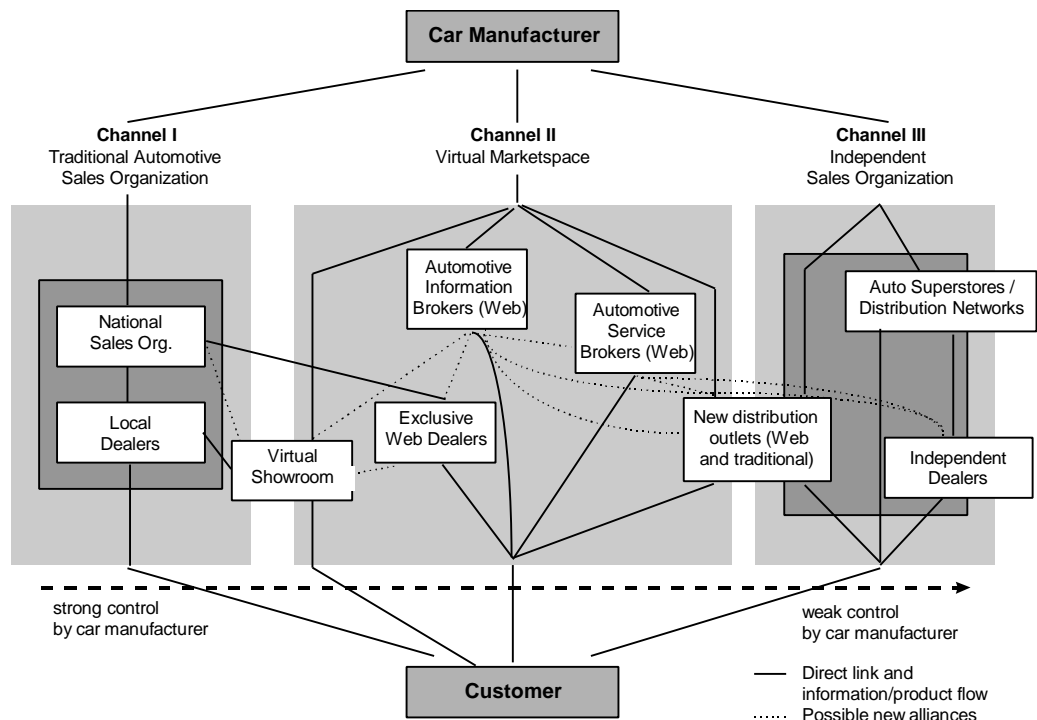 Car Manufacturer
Channel I
Traditional Automotive
Sales Organization
Channel II
Virtual Marketspace
Channel III
Independent
Sales Organization
National
Sales Org.
Local
Dealers
Virtual
Showroom
Automotive
Information
Brokers (Web)
Automotive
Service
Brokers (Web)
Exclusive
Web Dealers
New distribution
outlets (Web
and traditional)
Auto Superstores /
Distribution Networks
Independent
Dealers
strong control
by car manufacturer
weak control
by car manufacturer
Customer
Direct link and
information/product flow
Possible new alliances